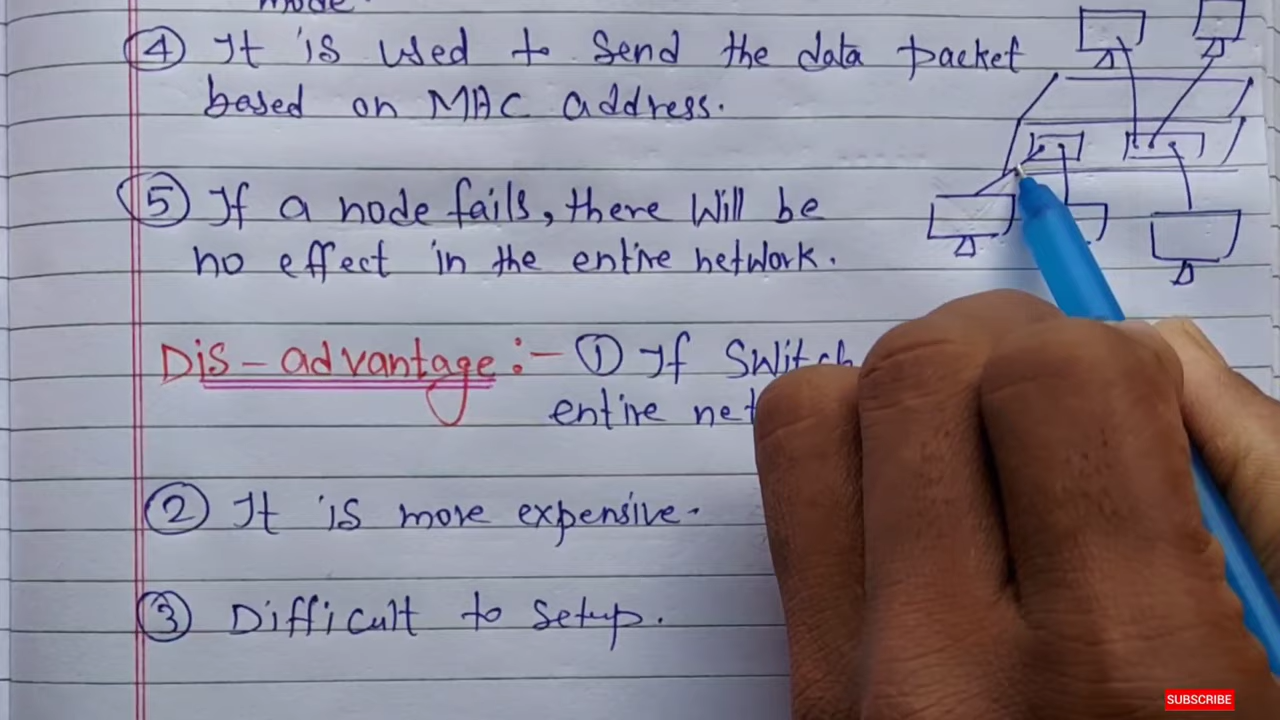 mode.
④ It is used to send the data packet
based on MAC address.
⑤ If a node fails, there will be
no effect in the entire network.
Dis-advantage :- ① If Switch
entire net
② It is more expensive.
③ Difficult to setup.
SUBSCRIBE